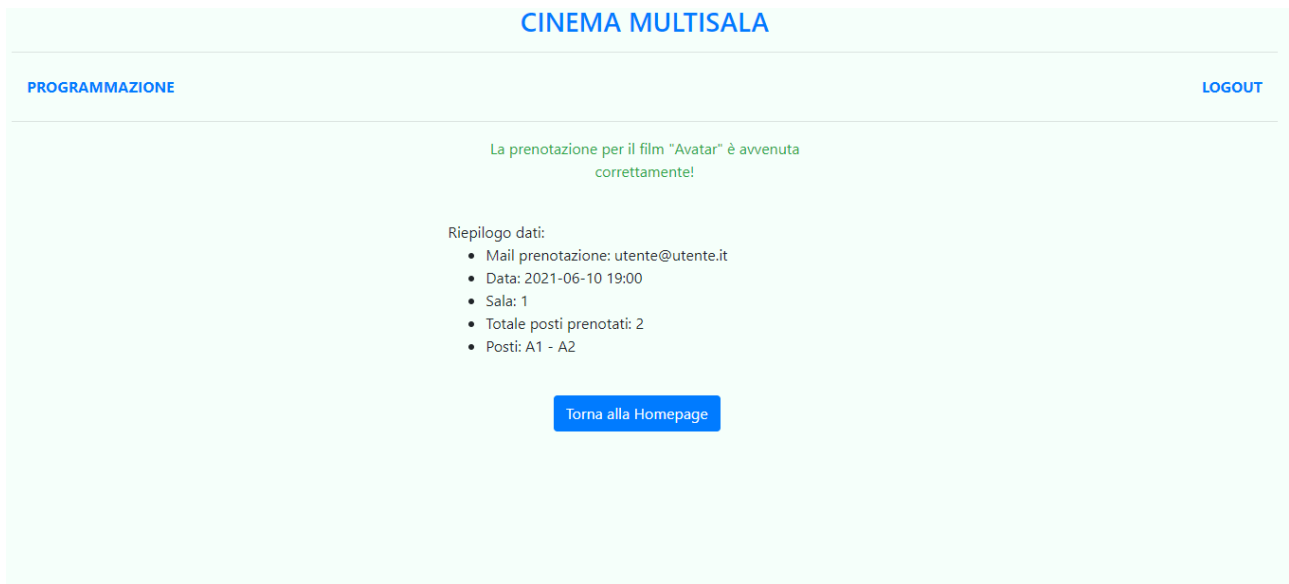 CINEMA MULTISALA
PROGRAMMAZIONE
LOGOUT
La prenotazione per il film "Avatar" è avvenuta
correttamente!
Riepilogo dati:
Mail prenotazione: utente@utente.it
Data: 2021-06-10 19:00
Sala: 1
Totale posti prenotati: 2
Posti: A1 - A2
Torna alla Homepage